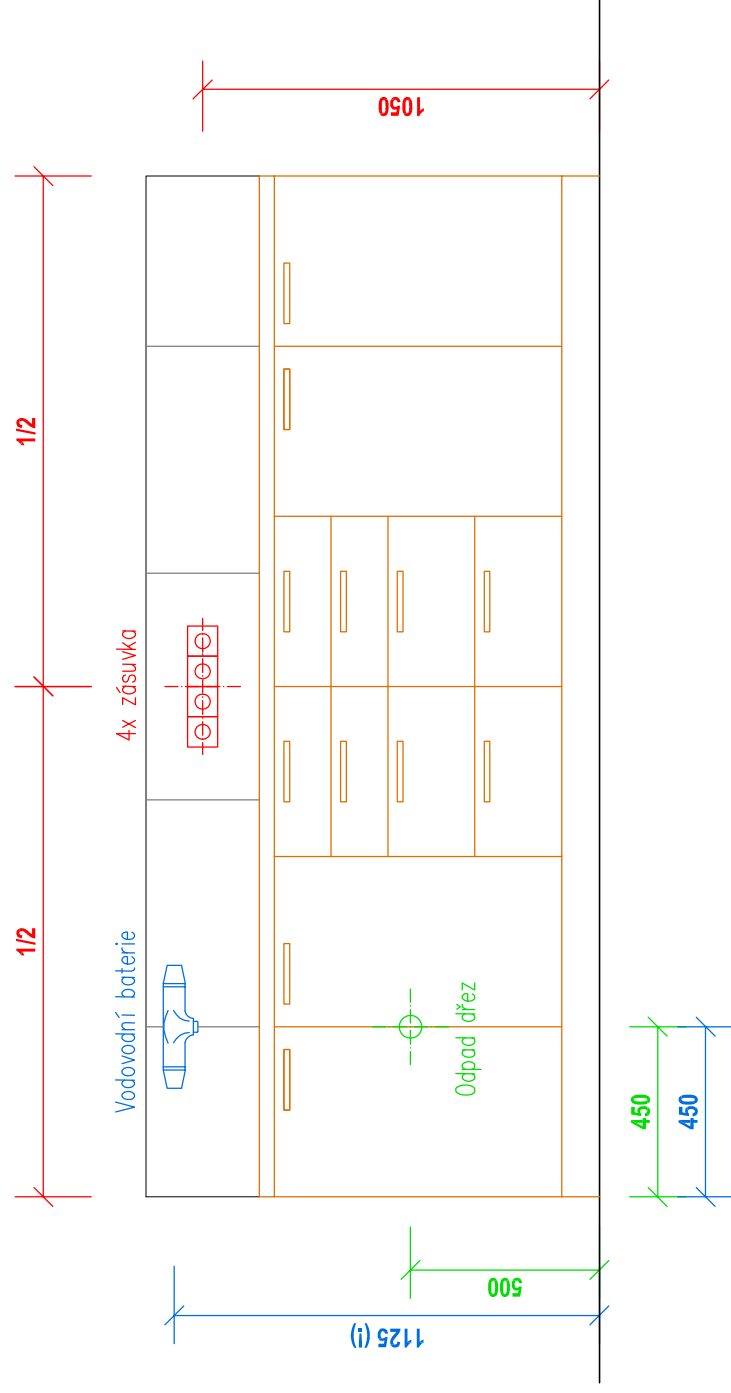 1/2
1/2
Vodovodní baterie
4x zásuvka
Odpad dřez
1125 (!)
500
1050
450
450